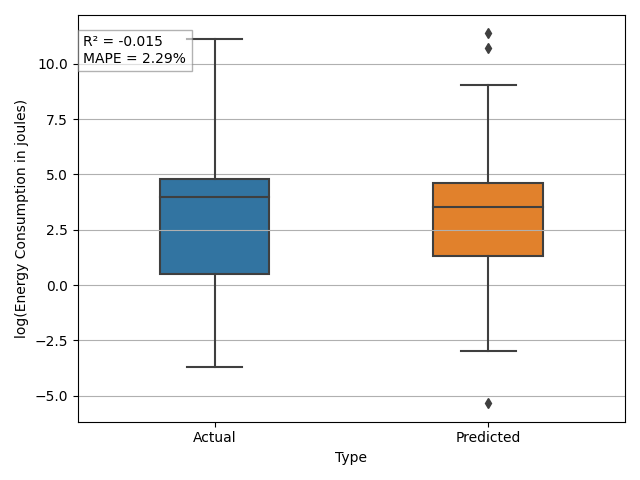 R² = -0.015
MAPE = 2.29%
10.0
7.5
5.0
2.5
0.0
−2.5
−5.0
log(Energy Consumption in joules)
Actual
Predicted
Type